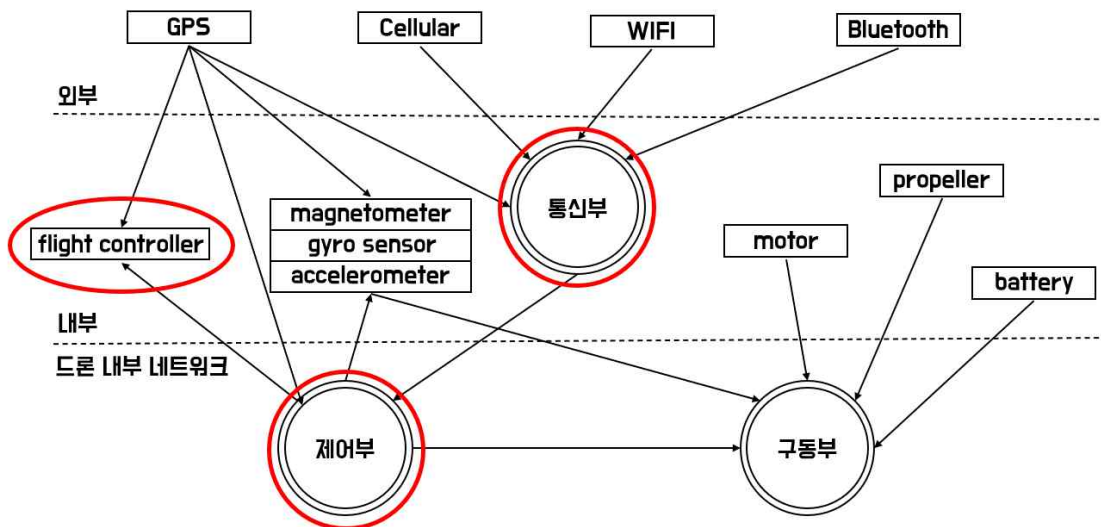 GPS
Cellular
WIFI
Bluetooth
외부
통신부
propeller
magnetometer
flight controller
gyro sensor
motor
accelerometer
battery
내부
드론 내부 네트워크
제어부
구동부